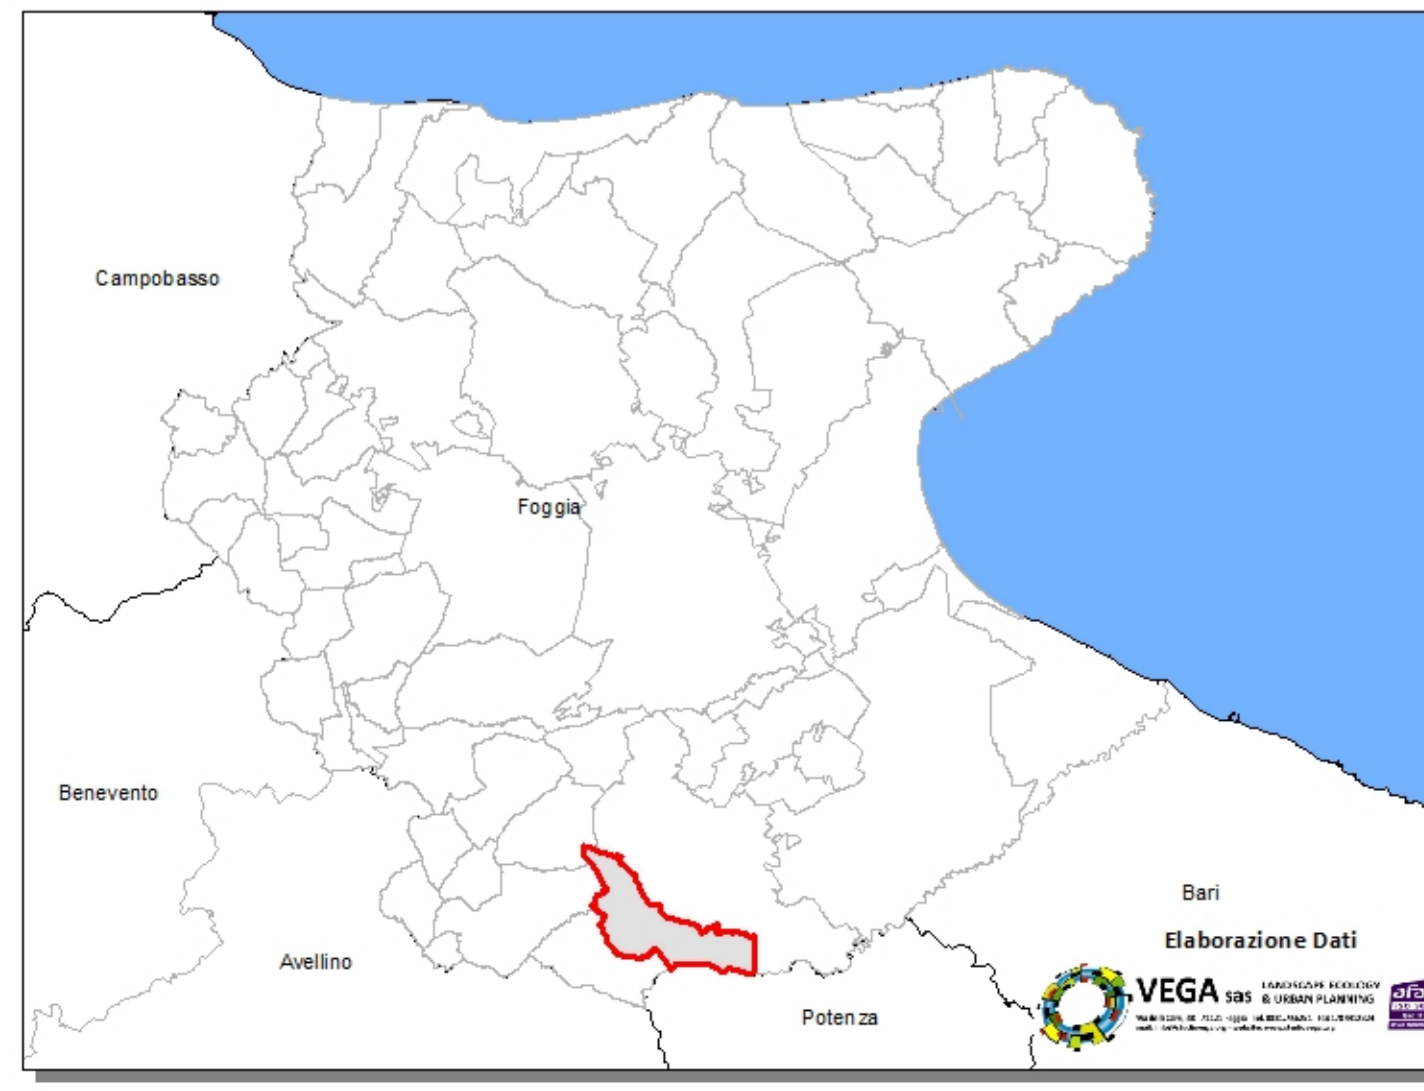 Campobasso
Foggia
Benevento
Bari
Elaborazione Dati
Avellino
VEGA sas
LANDSCAPE ECOLOGY
& URBAN PLANNING
Potenza